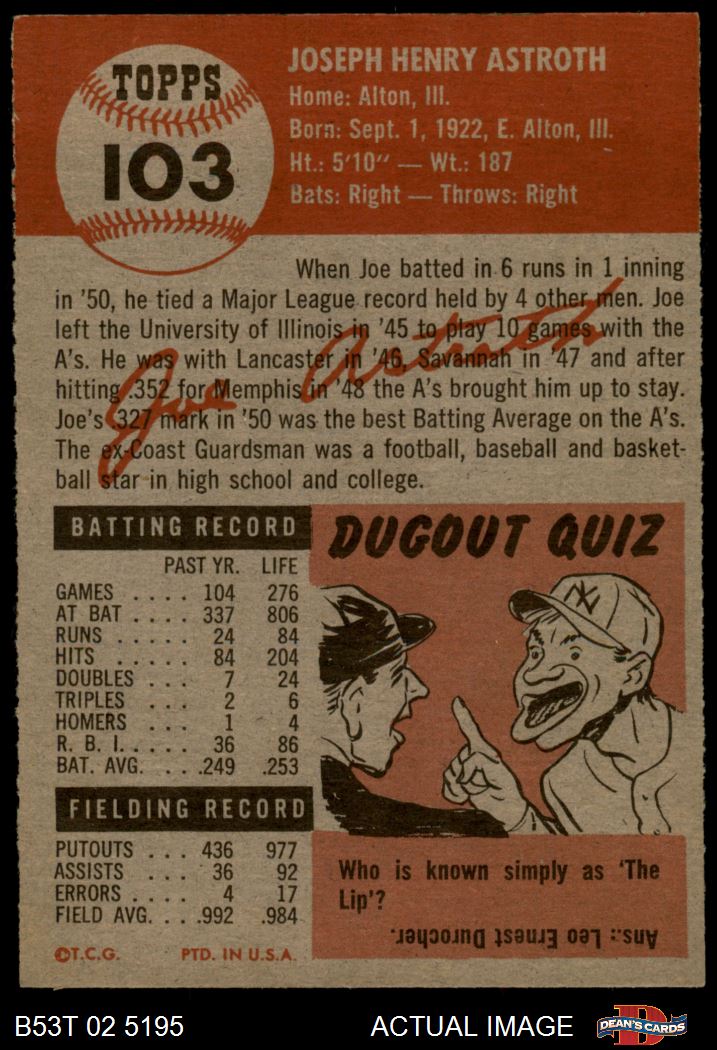 TOPPS
103
JOSEPH HENRY ASTROTH
Home: Alton, Ill.
Born: Sept. 1, 1922, E. Alton, Ill.
Ht.: 5'10" — Wt.: 187
Bats: Right — Throws: Right
When Joe batted in 6 runs in 1 inning
in '50, he tied a Major League record held by 4 other men. Joe
left the University of Illinois in '45 to play 10 games with the
A's. He was with Lancaster in '46, Savannah in '47 and after
hitting .352 for Memphis in '48 the A's brought him up to stay.
Joe's .327 mark in '50 was the best Batting Average on the A's.
The ex-Coast Guardsman was a football, baseball and basket-
ball star in high school and college.
Joe Astroth
BATTING RECORD
PAST YR. LIFE
GAMES . . . . 104 276
AT BAT . . . . 337 806
RUNS . . . . . 24 84
HITS . . . . . 84 204
DOUBLES . . . 7 24
TRIPLES . . . 2 6
HOMERS . . . 1 4
R. B. I. . . . . 36 86
BAT. AVG. . . .249 .253
FIELDING RECORD
PUTOUTS . . . 436 977
ASSISTS . . . 36 92
ERRORS . . . . 4 17
FIELD AVG. . . .992 .984
©T.C.G. PTD. IN U.S.A.
DUGOUT QUIZ
NY
Who is known simply as 'The
Lip'?
Ans.: Leo Ernest Durocher.
B53T 02 5195 ACTUAL IMAGE
D
DEAN'S CARDS